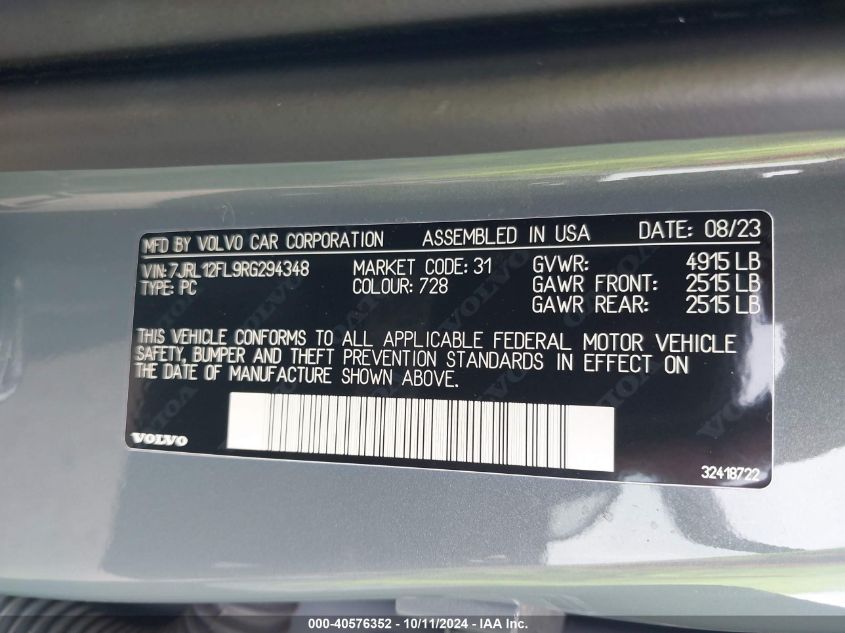 MFD BY VOLVO CAR CORPORATION ASSEMBLED IN USA DATE: 08/23
VIN: 7JRL12FL9RG294348 MARKET CODE: 31 GVWR: 4915 LB
TYPE: PC COLOUR: 728 GAWR FRONT: 2515 LB
GAWR REAR: 2515 LB
THIS VEHICLE CONFORMS TO ALL APPLICABLE FEDERAL MOTOR VEHICLE
SAFETY, BUMPER AND THEFT PREVENTION STANDARDS IN EFFECT ON
THE DATE OF MANUFACTURE SHOWN ABOVE.
VOLVO
32418722
000-40576352 - 10/11/2024 - IAA Inc.